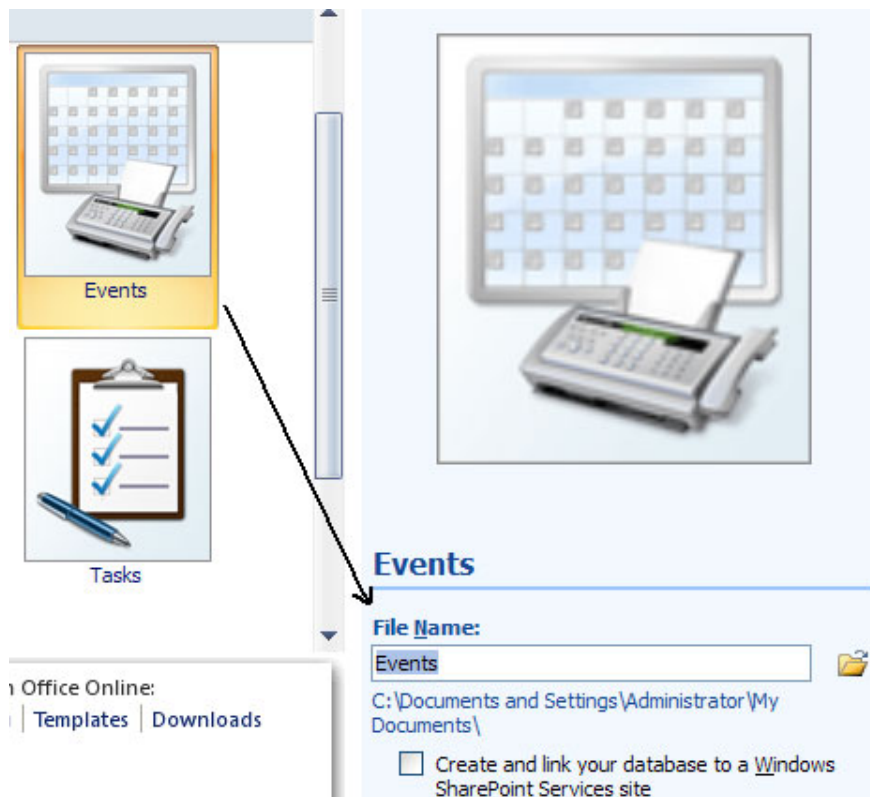 Events
Tasks
Office Online:
Templates
Downloads
Events
File Name:
Events
C:\Documents and Settings\Administrator\My
Documents\
Create and link your database to a Windows
SharePoint Services site